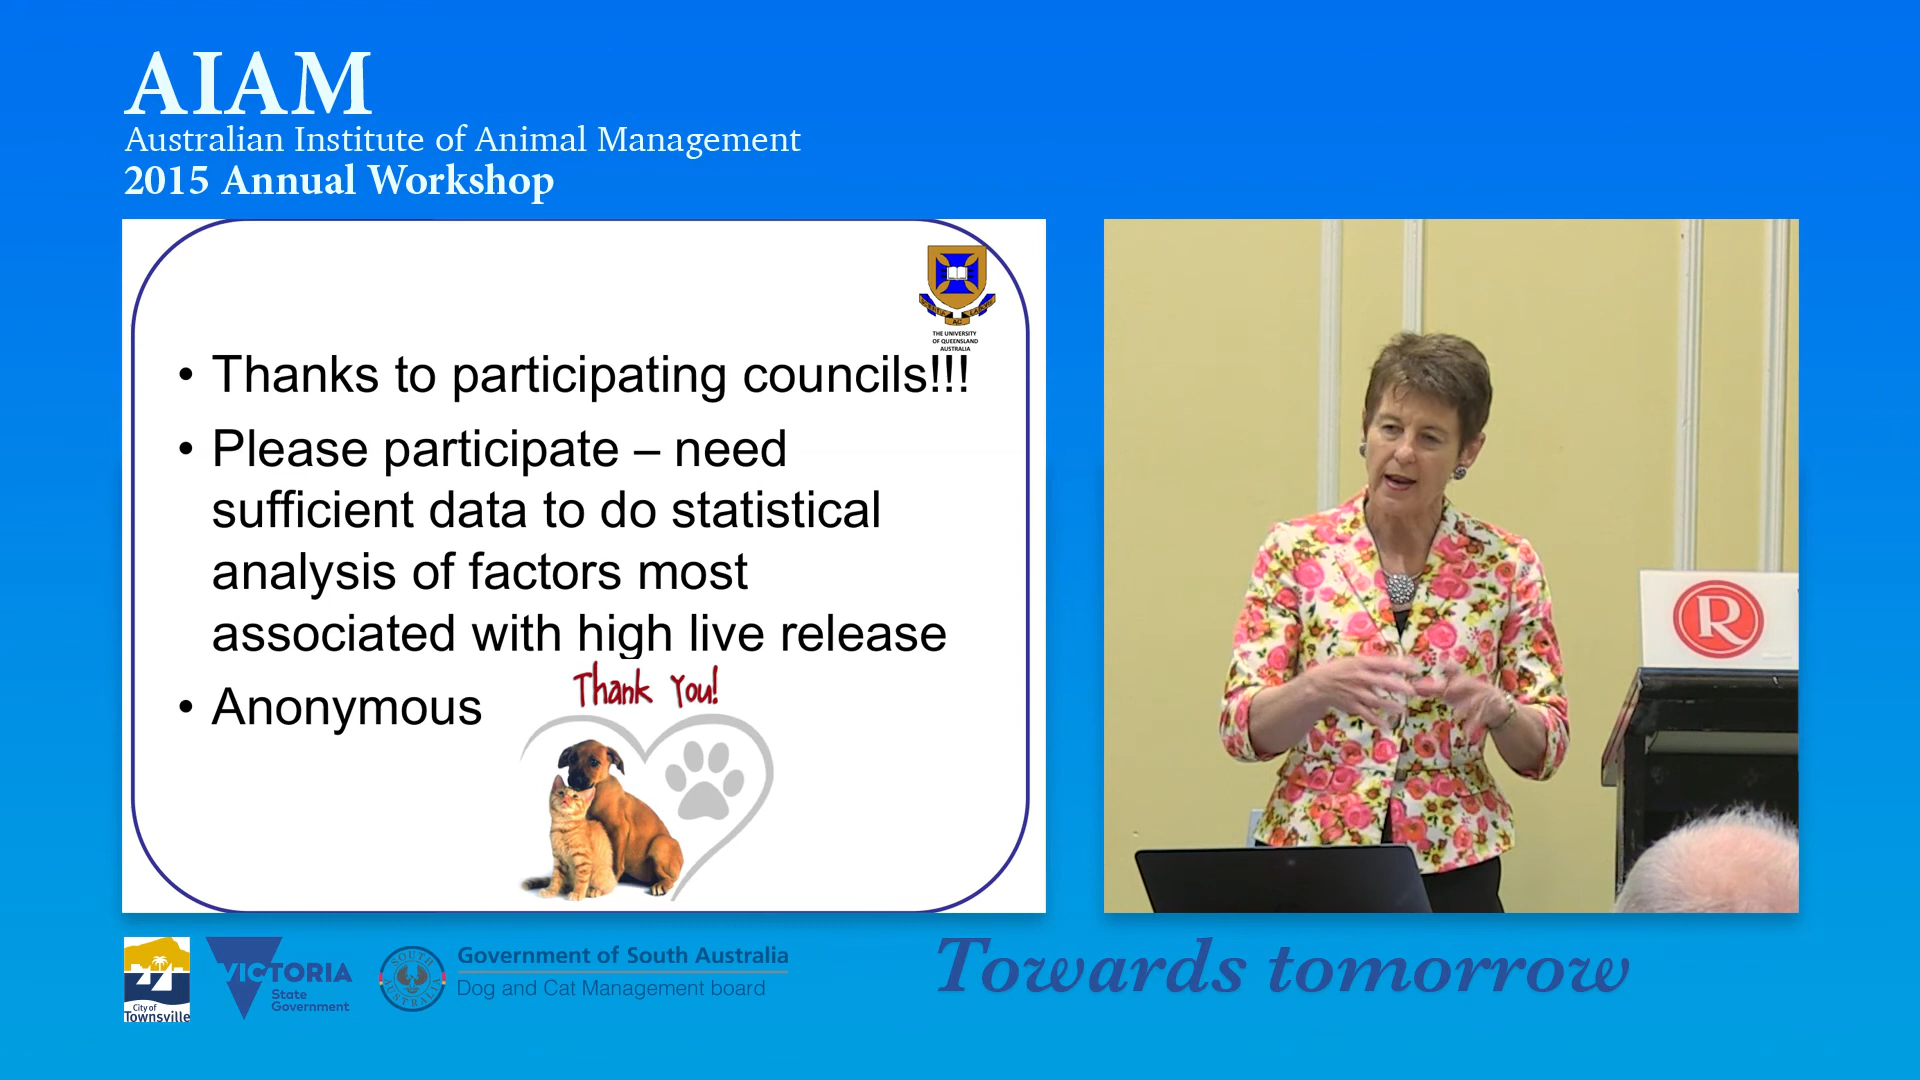 AIAM
Australian Institute of Animal Management
2015 Annual Workshop
THE UNIVERSITY
OF QUEENSLAND
AUSTRALIA
• Thanks to participating councils!!!
• Please participate – need
sufficient data to do statistical
analysis of factors most
associated with high live release
• Anonymous
Thank You!
R
City of
Townsville
VICTORIA
State
Government
SOUTH AUSTRALIA
Government of South Australia
Dog and Cat Management board
Towards tomorrow